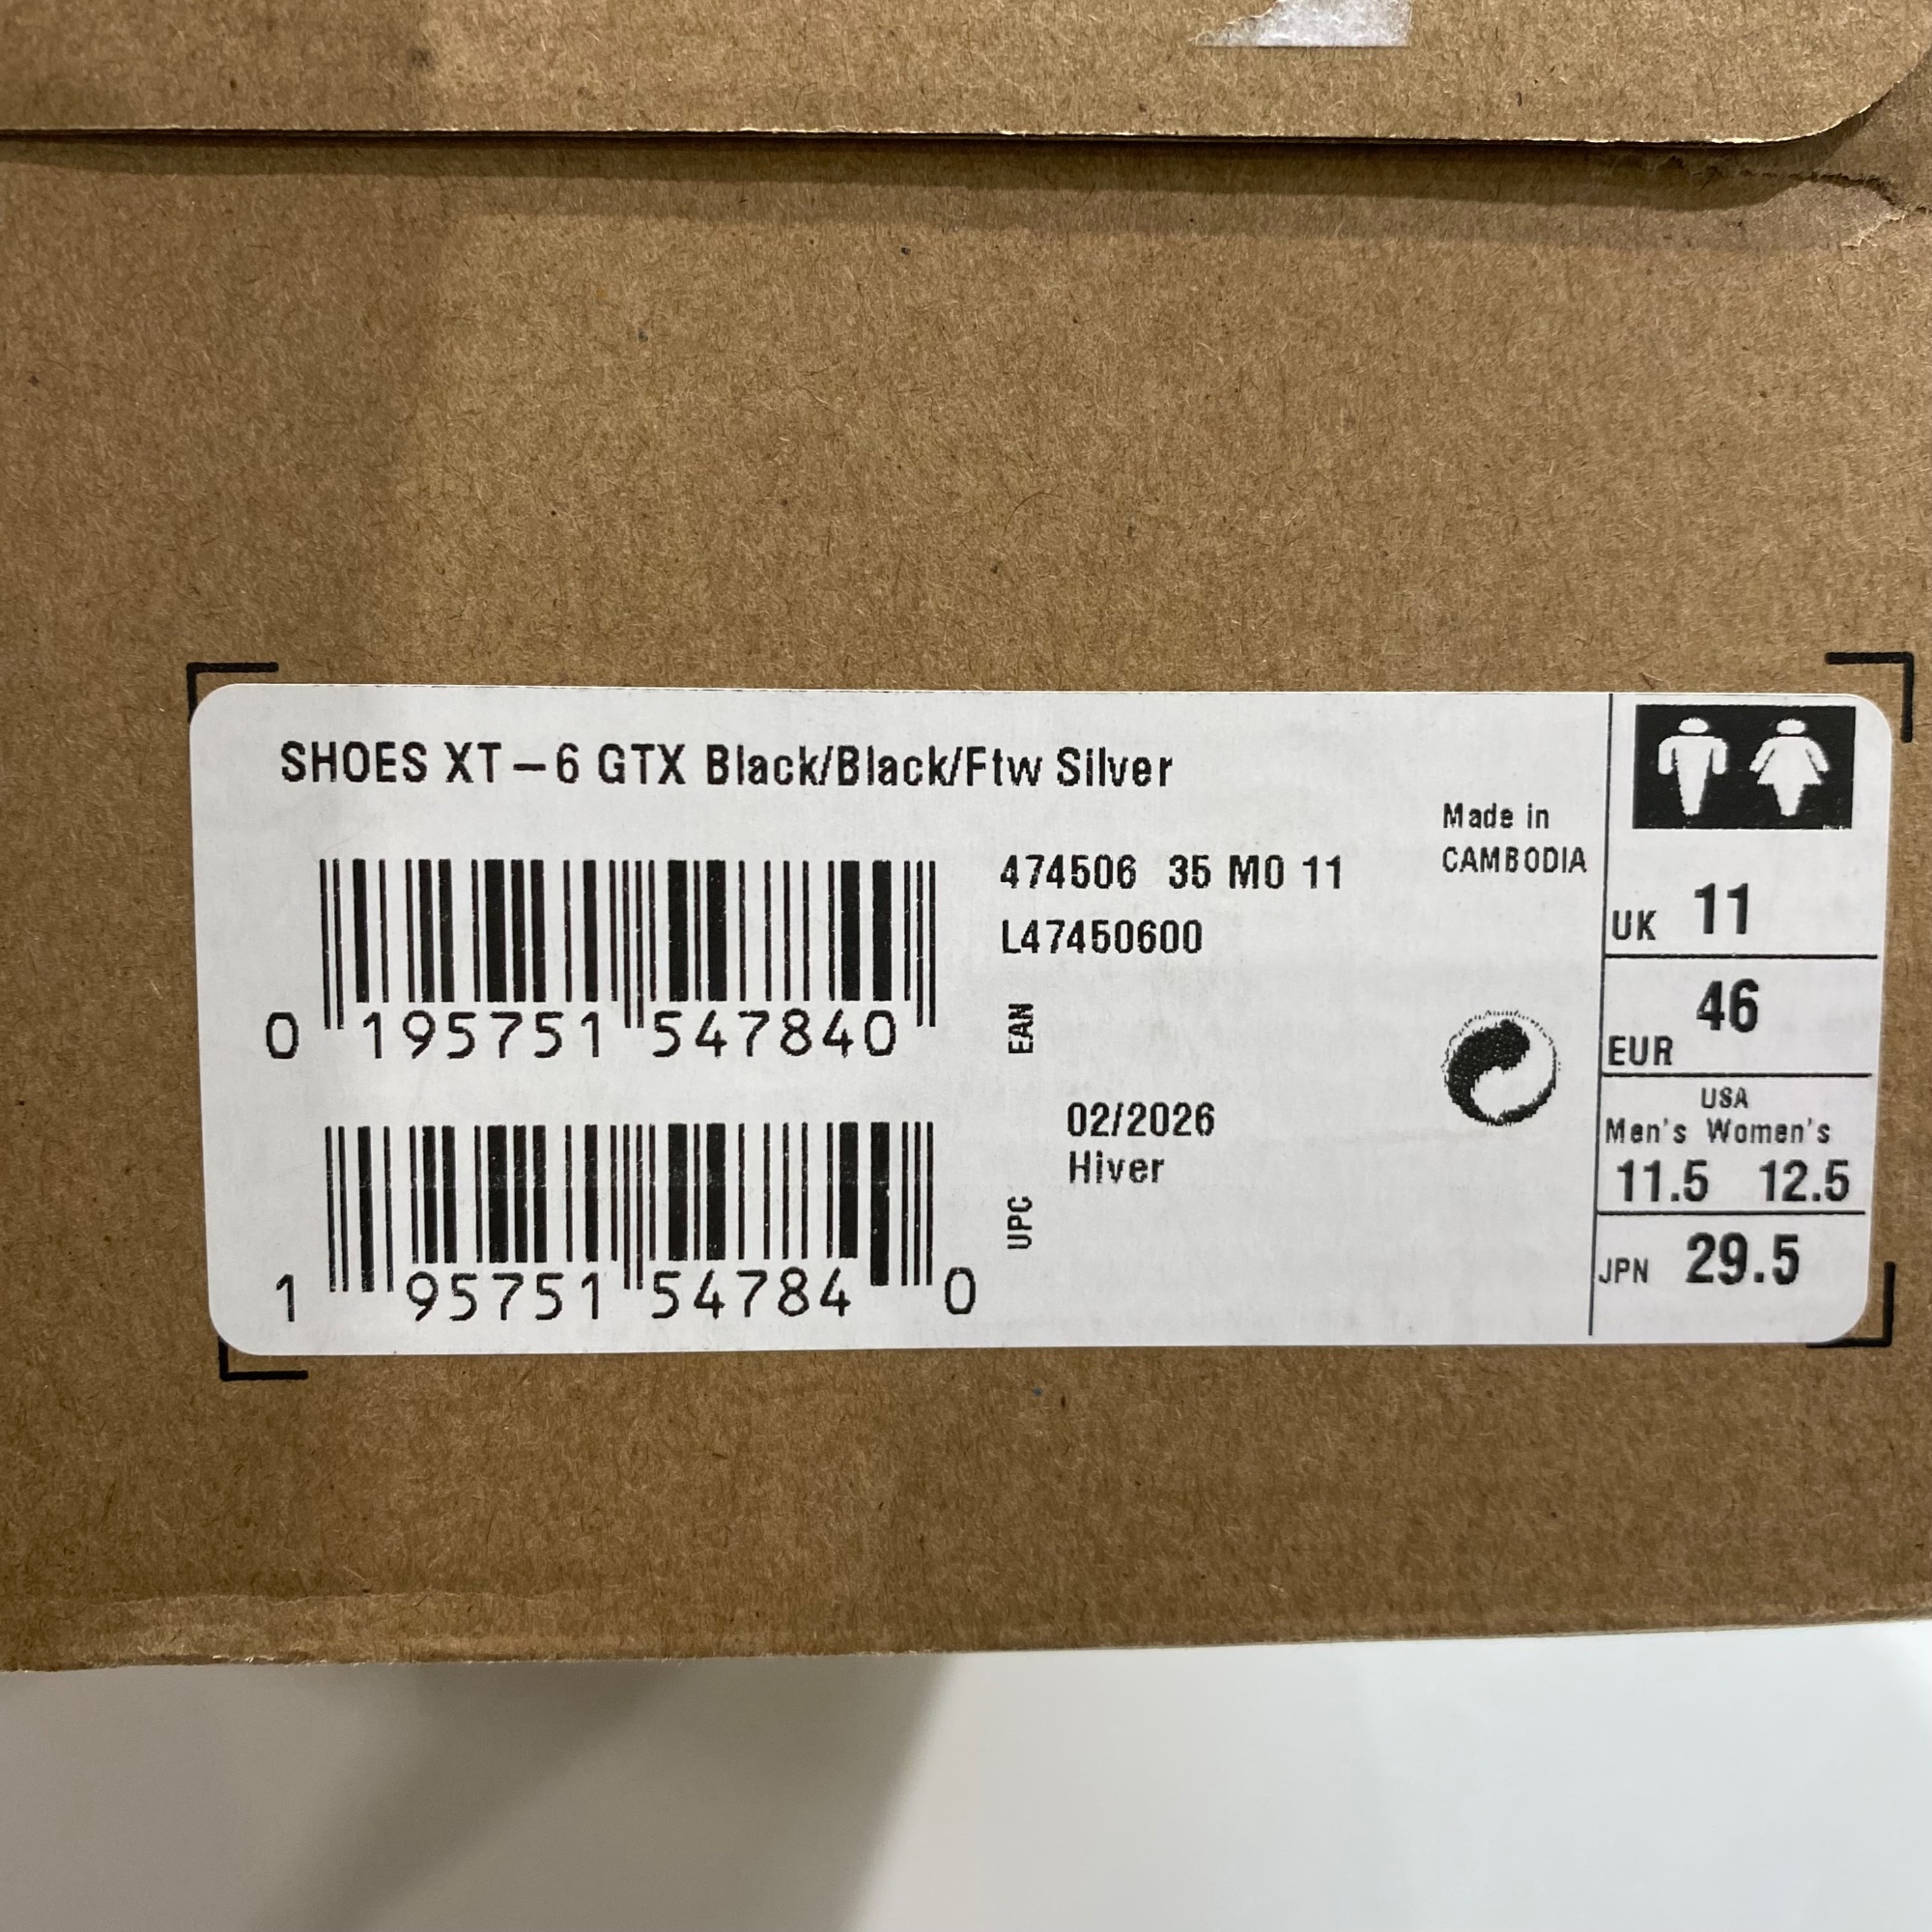 SHOES XT-6 GTX Black/Black/Ftw Silver
474506 35 M0 11
L47450600
Made in
CAMBODIA
0 195751 547840
EAN
02/2026
Hiver
1 95751 54784 0
UPC
UK 11
EUR 46
USA
Men's Women's
11.5 12.5
JPN 29.5